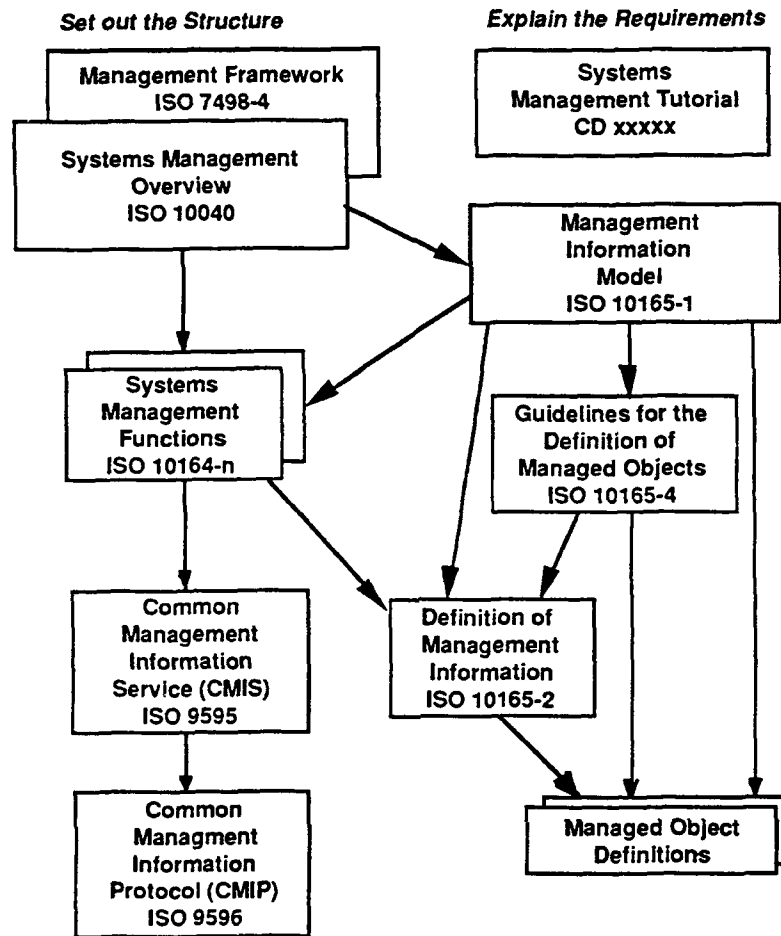 Set out the Structure
Explain the Requirements
Management Framework
ISO 7498-4
Systems
Management Tutorial
CD xxxxx
Systems Management
Overview
ISO 10040
Management
Information
Model
ISO 10165-1
Systems
Management
Functions
ISO 10164-n
Guidelines for the
Definition of
Managed Objects
ISO 10165-4
Common
Management
Information
Service (CMIS)
ISO 9595
Definition of
Management
Information
ISO 10165-2
Common
Managment
Information
Protocol (CMIP)
ISO 9596
Managed Object
Definitions